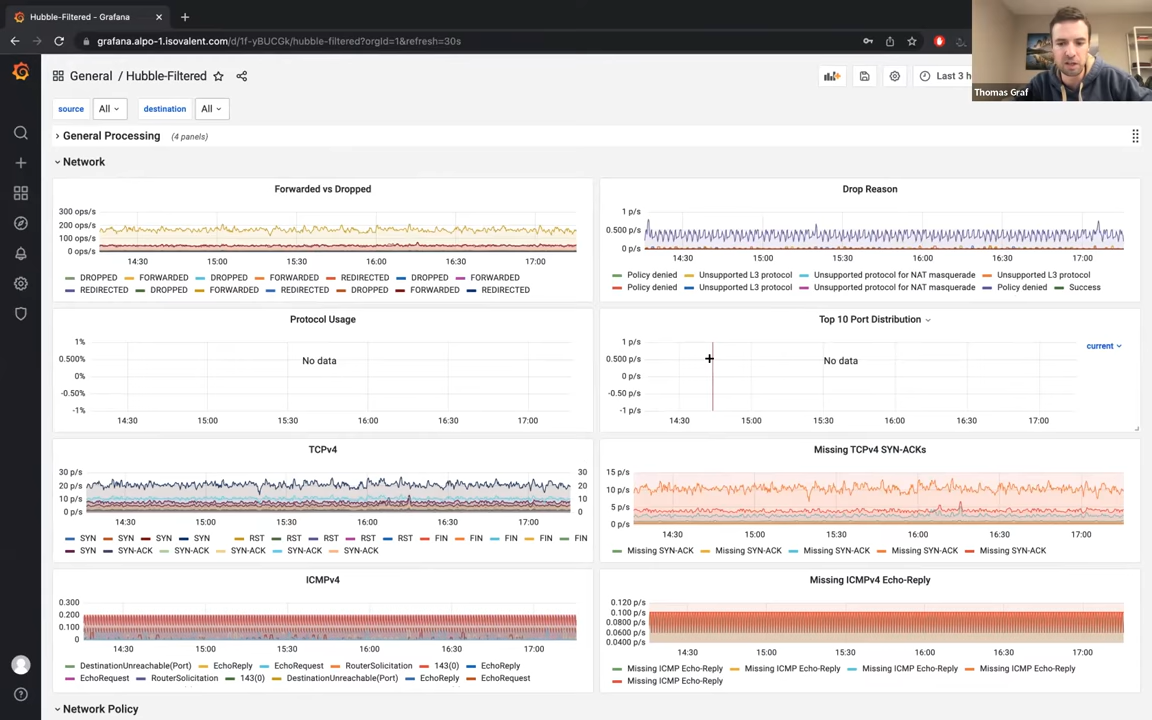 Hubble-Filtered - Grafana
grafana.alpo-1.isovalent.com/d/1f-yBUCGk/hubble-filtered?orgId=1&refresh=30s
General / Hubble-Filtered
Last 3 h
Thomas Graf
source All destination All
General Processing (4 panels)
Network
Forwarded vs Dropped
300 ops/s
200 ops/s
100 ops/s
0 ops/s
14:30 15:00 15:30 16:00 16:30 17:00
DROPPED FORWARDED DROPPED FORWARDED REDIRECTED DROPPED FORWARDED
REDIRECTED DROPPED FORWARDED REDIRECTED DROPPED FORWARDED REDIRECTED
Drop Reason
1 p/s
0.500 p/s
0 p/s
14:30 15:00 15:30 16:00 16:30 17:00
Policy denied Unsupported L3 protocol Unsupported protocol for NAT masquerade Unsupported L3 protocol
Policy denied Unsupported L3 protocol Unsupported protocol for NAT masquerade Policy denied Success
Protocol Usage
1%
0.500%
0%
-0.50%
-1%
No data
14:30 15:00 15:30 16:00 16:30 17:00
Top 10 Port Distribution
1 p/s
0.500 p/s
0 p/s
-0.50 p/s
-1 p/s
No data
current
14:30 15:00 15:30 16:00 16:30 17:00
TCPv4
30 p/s 30
20 p/s 20
10 p/s 10
0 p/s 0
14:30 15:00 15:30 16:00 16:30 17:00
SYN SYN SYN SYN RST RST RST RST RST FIN FIN FIN FIN FIN
SYN SYN-ACK SYN-ACK SYN-ACK SYN-ACK SYN-ACK
Missing TCPv4 SYN-ACKs
15 p/s
10 p/s
5 p/s
0 p/s
14:30 15:00 15:30 16:00 16:30 17:00
Missing SYN-ACK Missing SYN-ACK Missing SYN-ACK Missing SYN-ACK Missing SYN-ACK
ICMPv4
0.300
0.200
0.100
0
14:30 15:00 15:30 16:00 16:30 17:00
DestinationUnreachable(Port) EchoReply EchoRequest RouterSolicitation 143(0) EchoReply
EchoRequest RouterSolicitation 143(0) DestinationUnreachable(Port) EchoReply EchoRequest
Missing ICMPv4 Echo-Reply
0.120 p/s
0.100 p/s
0.0800 p/s
0.0600 p/s
0.0400 p/s
14:30 15:00 15:30 16:00 16:30 17:00
Missing ICMP Echo-Reply Missing ICMP Echo-Reply Missing ICMP Echo-Reply Missing ICMP Echo-Reply
Missing ICMP Echo-Reply
Network Policy